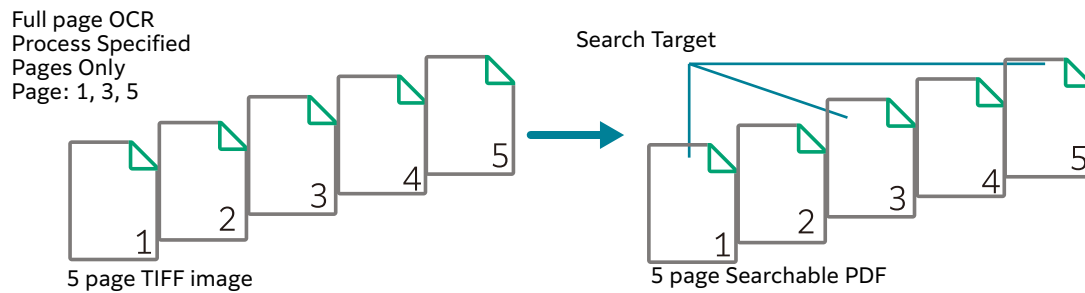 Full page OCR
Process Specified
Pages Only
Page: 1, 3, 5
Search Target
1
2
3
4
5
1
2
3
4
5
5 page TIFF image
5 page Searchable PDF